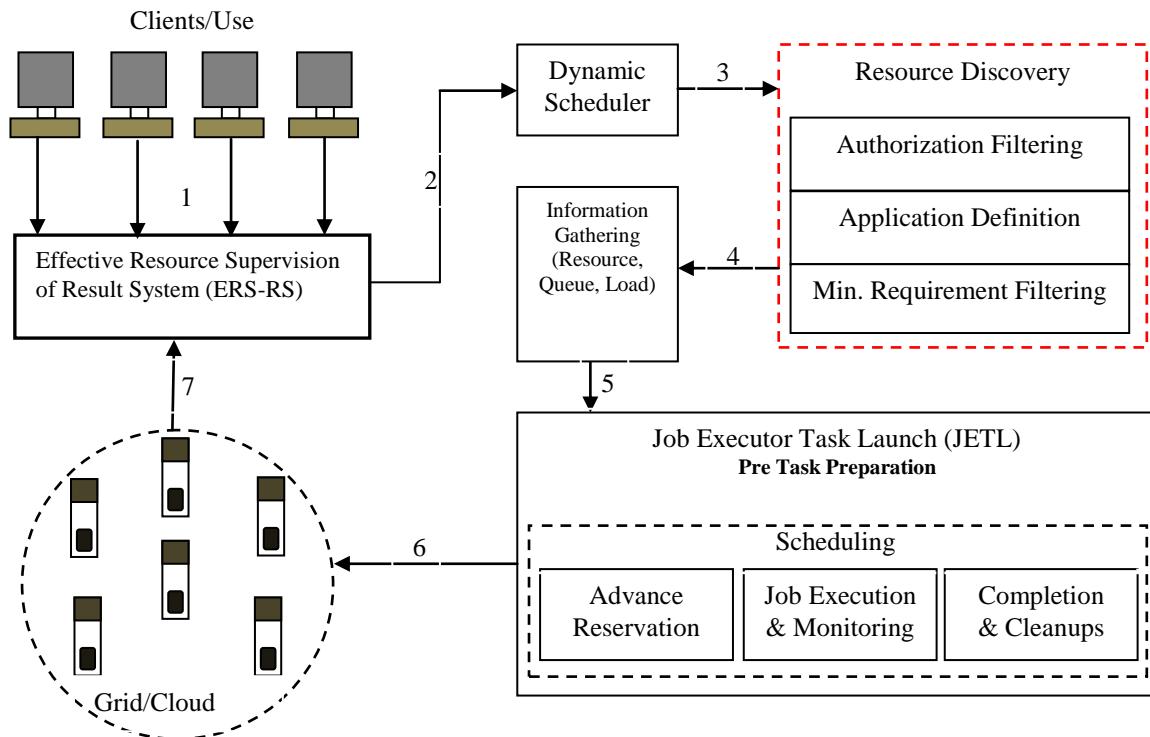 Clients/Use
1
Effective Resource Supervision
of Result System (ERS-RS)
2
Dynamic
Scheduler
3
Resource Discovery
Authorization Filtering
Application Definition
Min. Requirement Filtering
4
Information
Gathering
(Resource,
Queue, Load)
5
Job Executor Task Launch (JETL)
Pre Task Preparation
Scheduling
Advance
Reservation
Job Execution
& Monitoring
Completion
& Cleanups
6
Grid/Cloud
7